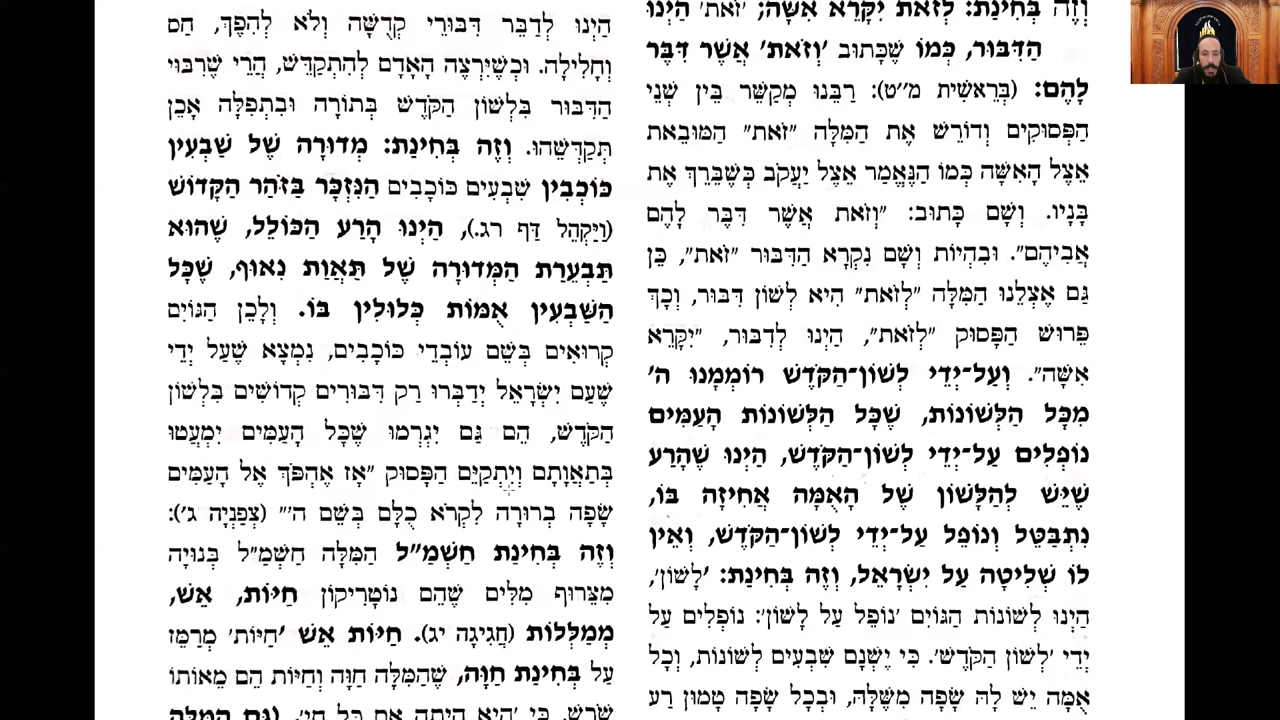 וְזֶה בְּחִינַת: לְזֹאת יִקָּרֵא אִשָּׁה; 'זֹאת' הַיְנוּ
הַדִּבּוּר, כְּמוֹ שֶׁכָּתוּב 'וְזֹאת' אֲשֶׁר דִּבֶּר
לָהֶם: (בְּרֵאשִׁית מ"ט): רַבֵּנוּ מְקַשֵּׁר בֵּין שְׁנֵי
הַפְּסוּקִים וְדוֹרֵשׁ אֶת הַמִּלָּה "זֹאת" הַמּוּבֵאת
אֵצֶל הָאִשָּׁה כְּמוֹ הַנֶּאֱמַר אֵצֶל יַעֲקֹב כְּשֶׁבֵּרֵךְ אֶת
בָּנָיו. וְשָׁם כָּתוּב: "וְזֹאת אֲשֶׁר דִּבֶּר לָהֶם
אֲבִיהֶם". וּבִהְיוֹת וְשָׁם נִקְרָא הַדִּבּוּר "זֹאת", כֵּן
גַּם אֶצְלֵנוּ הַמִּלָּה "לְזֹאת" הִיא לְשׁוֹן דִּבּוּר, וְכָךְ
פֵּרוּשׁ הַפָּסוּק "לְזֹאת", הַיְנוּ לְדִבּוּר, "יִקָּרֵא
אִשָּׁה". וְעַל־יְדֵי לְשׁוֹן־הַקֹּדֶשׁ רוֹמְמָנוּ ה'
מִכָּל הַלְּשׁוֹנוֹת, שֶׁכָּל הַלְּשׁוֹנוֹת הָעַמִּים
נוֹפְלִים עַל־יְדֵי לְשׁוֹן־הַקֹּדֶשׁ, הַיְנוּ שֶׁהָרַע
שֶׁיֵּשׁ לְהַלָּשׁוֹן שֶׁל הָאֻמָּה אֲחִיזָה בּוֹ,
נִתְבַּטֵּל וְנוֹפֵל עַל־יְדֵי לְשׁוֹן־הַקֹּדֶשׁ, וְאֵין
לוֹ שְׁלִיטָה עַל יִשְׂרָאֵל, וְזֶה בְּחִינַת: 'לָשׁוֹן',
הַיְנוּ לְשׁוֹנוֹת הַגּוֹיִם 'נוֹפֵל עַל לָשׁוֹן': נוֹפְלִים עַל
יְדֵי 'לְשׁוֹן הַקֹּדֶשׁ'. כִּי יֶשְׁנָם שִׁבְעִים לְשׁוֹנוֹת, וְכָל
אֻמָּה יֵשׁ לָהּ שָׂפָה מִשֶּׁלָּהּ, וּבְכָל שָׂפָה טָמוּן רַע
הַיְנוּ לְדַבֵּר דִּבּוּרֵי קְדֻשָּׁה וְלֹא לְהִפֶךְ, חַס
וְחָלִילָה. וּכְשֶׁיִּרְצֶה הָאָדָם לְהִתְקַדֵּשׁ, הֲרֵי שֶׁרִבּוּי
הַדִּבּוּר בִּלְשׁוֹן הַקֹּדֶשׁ בְּתוֹרָה וּבִתְפִלָּה אָכֵן
תְּקַדְּשֵׁהוּ. וְזֶה בְּחִינַת: מְדוּרָה שֶׁל שַׁבְעִין
כּוֹכְבִין שִׁבְעִים כּוֹכָבִים הַנִּזְכָּר בַּזֹּהַר הַקָּדוֹשׁ
(וַיַּקְהֵל דַּף רג.), הַיְנוּ הָרַע הַכּוֹלֵל, שֶׁהוּא
תַּבְעֵרַת הַמְּדוּרָה שֶׁל תַּאֲוַת נִאוּף, שֶׁכָּל
הַשַּׁבְעִין אֻמּוֹת כְּלוּלִין בּוֹ. וְלָכֵן הַגּוֹיִם
קְרוּאִים בְּשֵׁם עוֹבְדֵי כּוֹכָבִים, נִמְצָא שֶׁעַל יְדֵי
שֶׁעַם יִשְׂרָאֵל יְדַבְּרוּ רַק דִּבּוּרִים קְדוֹשִׁים בִּלְשׁוֹן
הַקֹּדֶשׁ, הֵם גַּם יִגְרְמוּ שֶׁכָּל הָעַמִּים יִמְעֲטוּ
בְּתַאֲוָתָם וְיִתְקַיֵּם הַפָּסוּק "אָז אֶהְפֹּךְ אֶל הָעַמִּים
שָׂפָה בְרוּרָה לִקְרֹא כֻלָּם בְּשֵׁם ה'" (צְפַנְיָה ג'):
וְזֶה בְּחִינַת חַשְׁמַ"ל הַמִּלָּה חַשְׁמַ"ל בְּנוּיָה
מִצֵּרוּף מִלִּים שֶׁהֵם נוֹטָרִיקוֹן חַיּוֹת, אֵשׁ,
מְמַלְּלוֹת (חֲגִיגָה יג). חַיּוֹת אֵשׁ 'חַיּוֹת' מְרַמֵּז
עַל בְּחִינַת חַוָּה, שֶׁהַמִּלָּה חַוָּה וְחַיּוֹת הֵם מֵאוֹתוֹ
שֹׁרֶשׁ, כִּי 'הִיא הָיְתָה אֵם כָּל חַי', (גַּם הַמִּלָּה